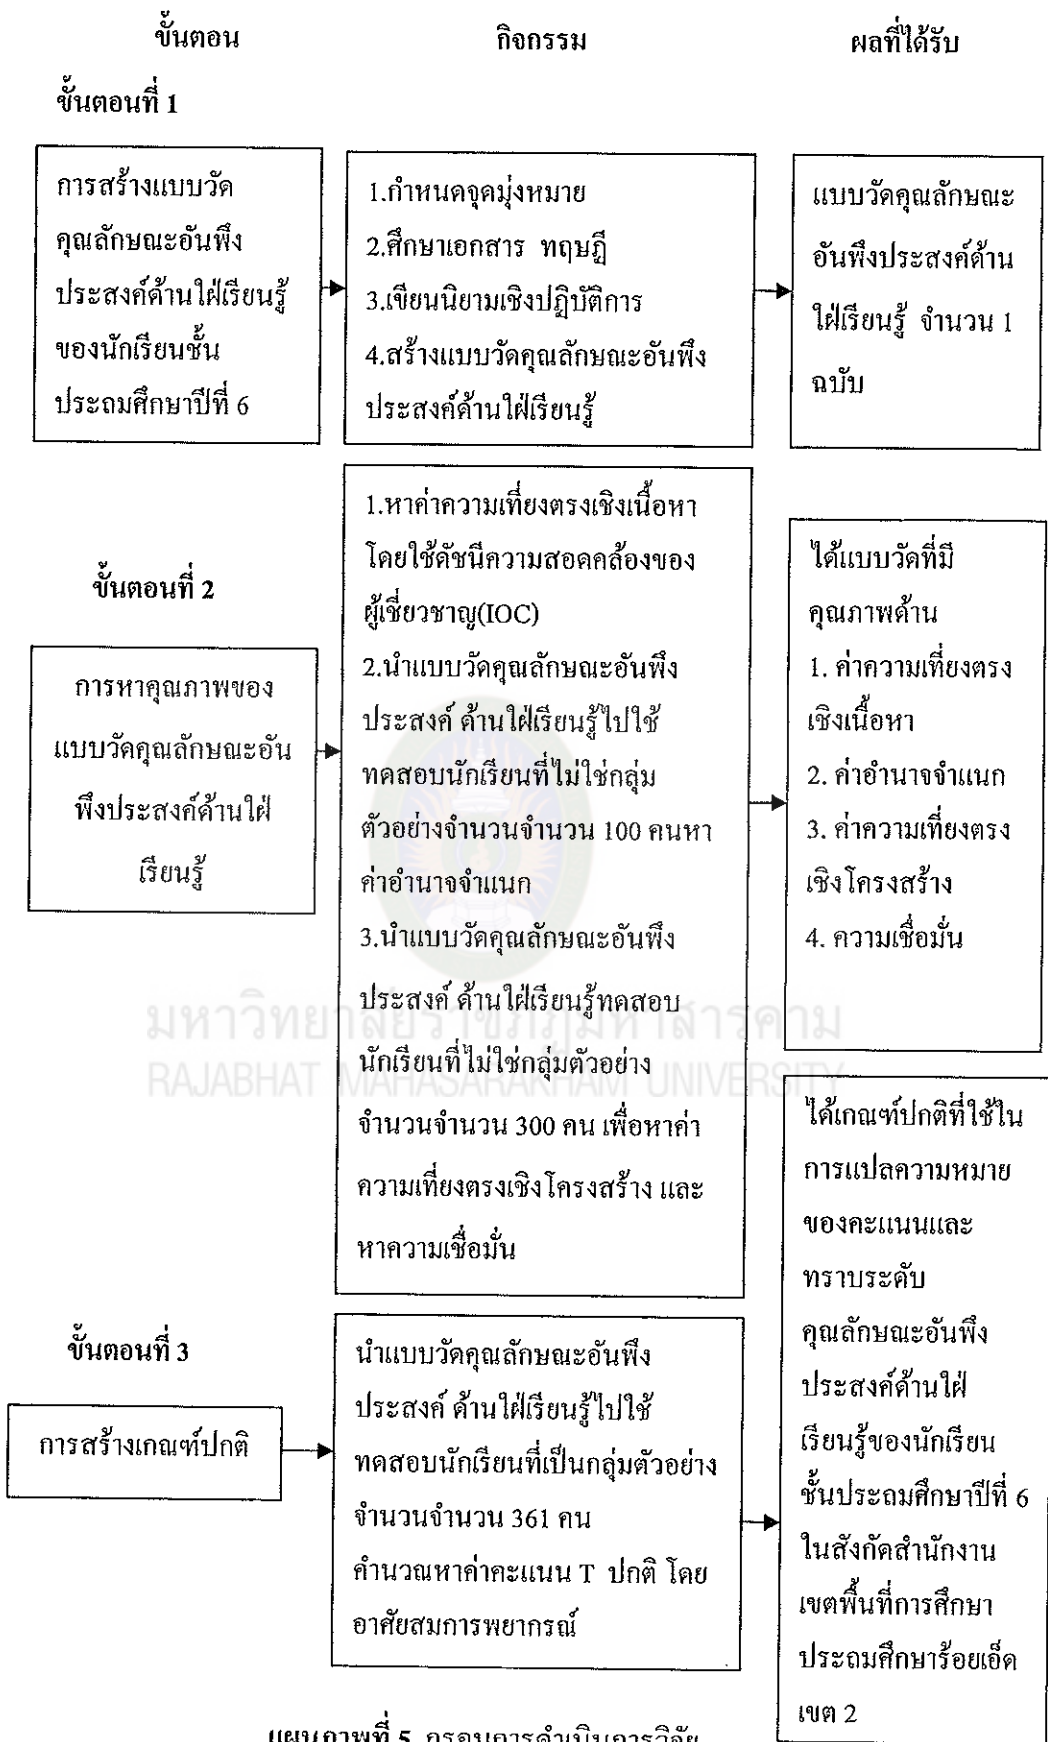 ขั้นตอน
กิจกรรม
ผลที่ได้รับ
ขั้นตอนที่ 1
การสร้างแบบวัด
คุณลักษณะอันพึง
ประสงค์ด้านใฝ่เรียนรู้
ของนักเรียนชั้น
ประถมศึกษาปีที่ 6
1.กำหนดจุดมุ่งหมาย
2.ศึกษาเอกสาร ทฤษฎี
3.เขียนนิยามเชิงปฏิบัติการ
4.สร้างแบบวัดคุณลักษณะอันพึง
ประสงค์ด้านใฝ่เรียนรู้
แบบวัดคุณลักษณะ
อันพึงประสงค์ด้าน
ใฝ่เรียนรู้ จำนวน 1
ฉบับ
ขั้นตอนที่ 2
การหาคุณภาพของ
แบบวัดคุณลักษณะอัน
พึงประสงค์ด้านใฝ่
เรียนรู้
1.หาค่าความเที่ยงตรงเชิงเนื้อหา
โดยใช้ดัชนีความสอดคล้องของ
ผู้เชี่ยวชาญ(IOC)
2.นำแบบวัดคุณลักษณะอันพึง
ประสงค์ ด้านใฝ่เรียนรู้ไปใช้
ทดสอบนักเรียนที่ไม่ใช่กลุ่ม
ตัวอย่างจำนวนจำนวน 100 คนหา
ค่าอำนาจจำแนก
3.นำแบบวัดคุณลักษณะอันพึง
ประสงค์ ด้านใฝ่เรียนรู้ทดสอบ
นักเรียนที่ไม่ใช่กลุ่มตัวอย่าง
จำนวนจำนวน 300 คน เพื่อหาค่า
ความเที่ยงตรงเชิงโครงสร้าง และ
หาความเชื่อมั่น
ได้แบบวัดที่มี
คุณภาพด้าน
1. ค่าความเที่ยงตรง
เชิงเนื้อหา
2. ค่าอำนาจจำแนก
3. ค่าความเที่ยงตรง
เชิงโครงสร้าง
4. ความเชื่อมั่น
มหาวิทยาลัยราชภัฏมหาสารคาม
RAJABHAT MAHASARAKHAM UNIVERSITY
ขั้นตอนที่ 3
การสร้างเกณฑ์ปกติ
นำแบบวัดคุณลักษณะอันพึง
ประสงค์ ด้านใฝ่เรียนรู้ไปใช้
ทดสอบนักเรียนที่เป็นกลุ่มตัวอย่าง
จำนวนจำนวน 361 คน
คำนวณหาค่าคะแนน T ปกติ โดย
อาศัยสมการพยากรณ์
ได้เกณฑ์ปกติที่ใช้ใน
การแปลความหมาย
ของคะแนนและ
ทราบระดับ
คุณลักษณะอันพึง
ประสงค์ด้านใฝ่
เรียนรู้ของนักเรียน
ชั้นประถมศึกษาปีที่ 6
ในสังกัดสำนักงาน
เขตพื้นที่การศึกษา
ประถมศึกษาร้อยเอ็ด
เขต 2
แผนภาพที่ 5 กรอบการดำเนินการวิจัย